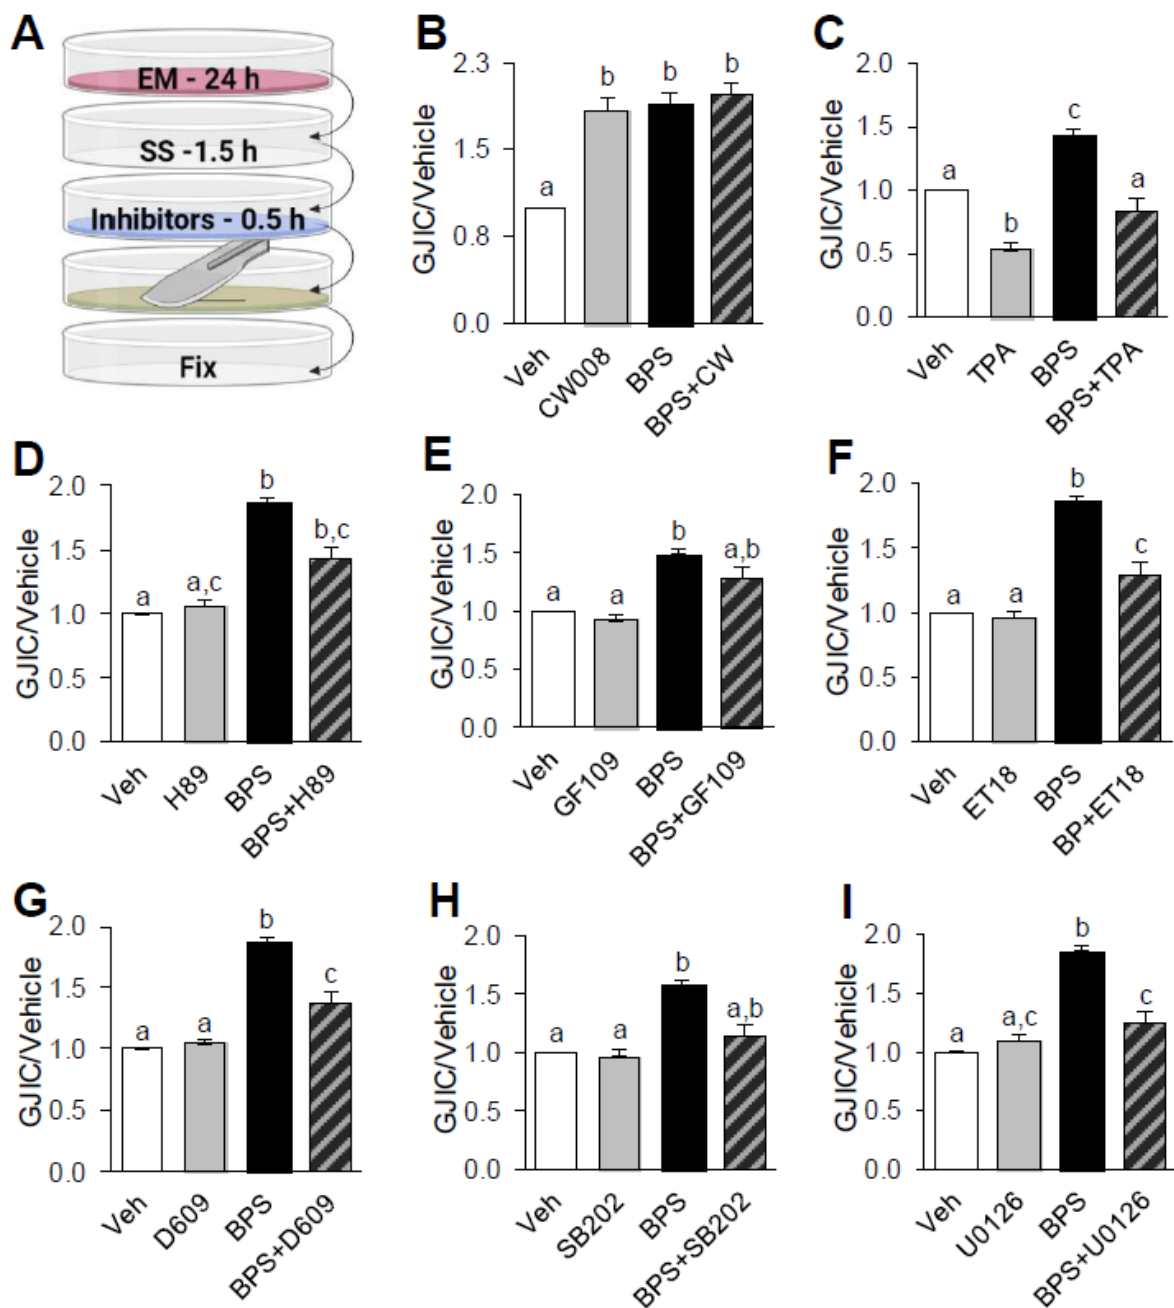 A
EM - 24 h
SS -1.5 h
Inhibitors - 0.5 h
Fix
B
GJIC/Vehicle
2.3
1.5
0.8
0.0
a
b
b
b
Veh
CW008
BPS
BPS+CW
C
GJIC/Vehicle
2.0
1.5
1.0
0.5
0.0
a
b
c
a
Veh
TPA
BPS
BPS+TPA
D
GJIC/Vehicle
2.0
1.5
1.0
0.5
0.0
a
a,c
b
b,c
Veh
H89
BPS
BPS+H89
E
GJIC/Vehicle
2.0
1.5
1.0
0.5
0.0
a
a
b
a,b
Veh
GF109
BPS
BPS+GF109
F
GJIC/Vehicle
2.0
1.5
1.0
0.5
0.0
a
a
b
c
Veh
ET18
BPS
BP+ET18
G
GJIC/Vehicle
2.0
1.5
1.0
0.5
0.0
a
a
b
c
Veh
D609
BPS
BPS+D609
H
GJIC/Vehicle
2.0
1.5
1.0
0.5
0.0
a
a
b
a,b
Veh
SB202
BPS
BPS+SB202
I
GJIC/Vehicle
2.0
1.5
1.0
0.5
0.0
a
a,c
b
c
Veh
U0126
BPS
BPS+U0126